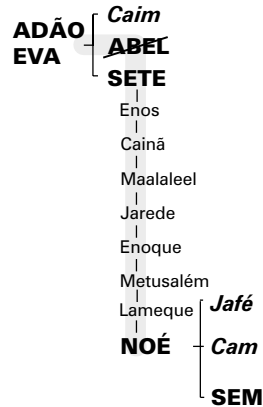 Caim
ADÃO
ABEL
EVA
SETE
Enos
Cainã
Maalaleel
Jarede
Enoque
Metusalém
Lameque
Jafé
NOÉ
Cam
SEM